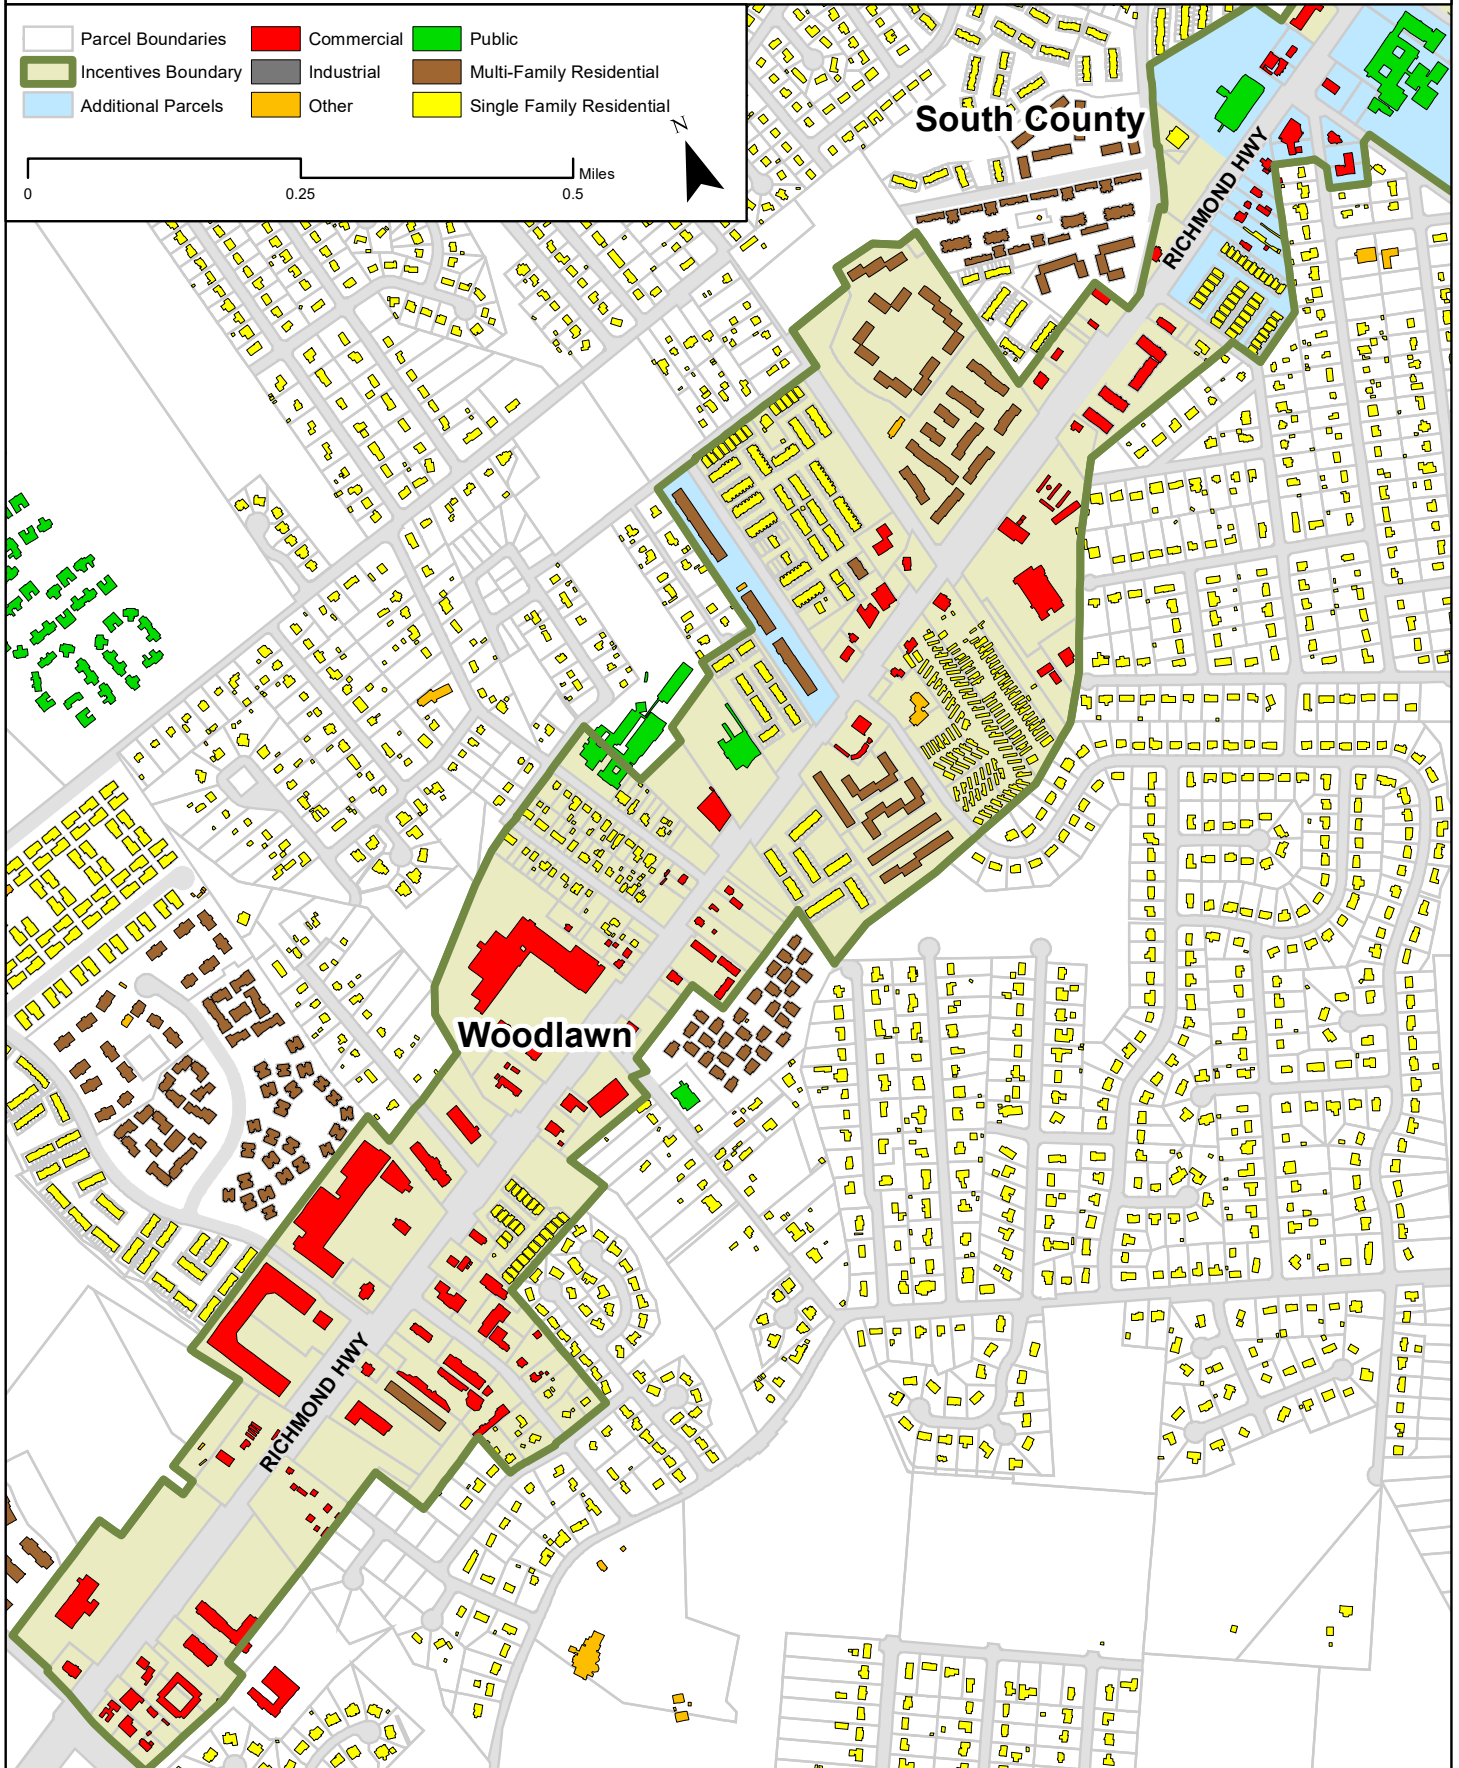 Parcel Boundaries Commercial Public
Incentives Boundary Industrial Multi-Family Residential
Additional Parcels Other Single Family Residential
N
Miles
0 0.25 0.5
South County
RICHMOND HWY
Woodlawn
RICHMOND HWY